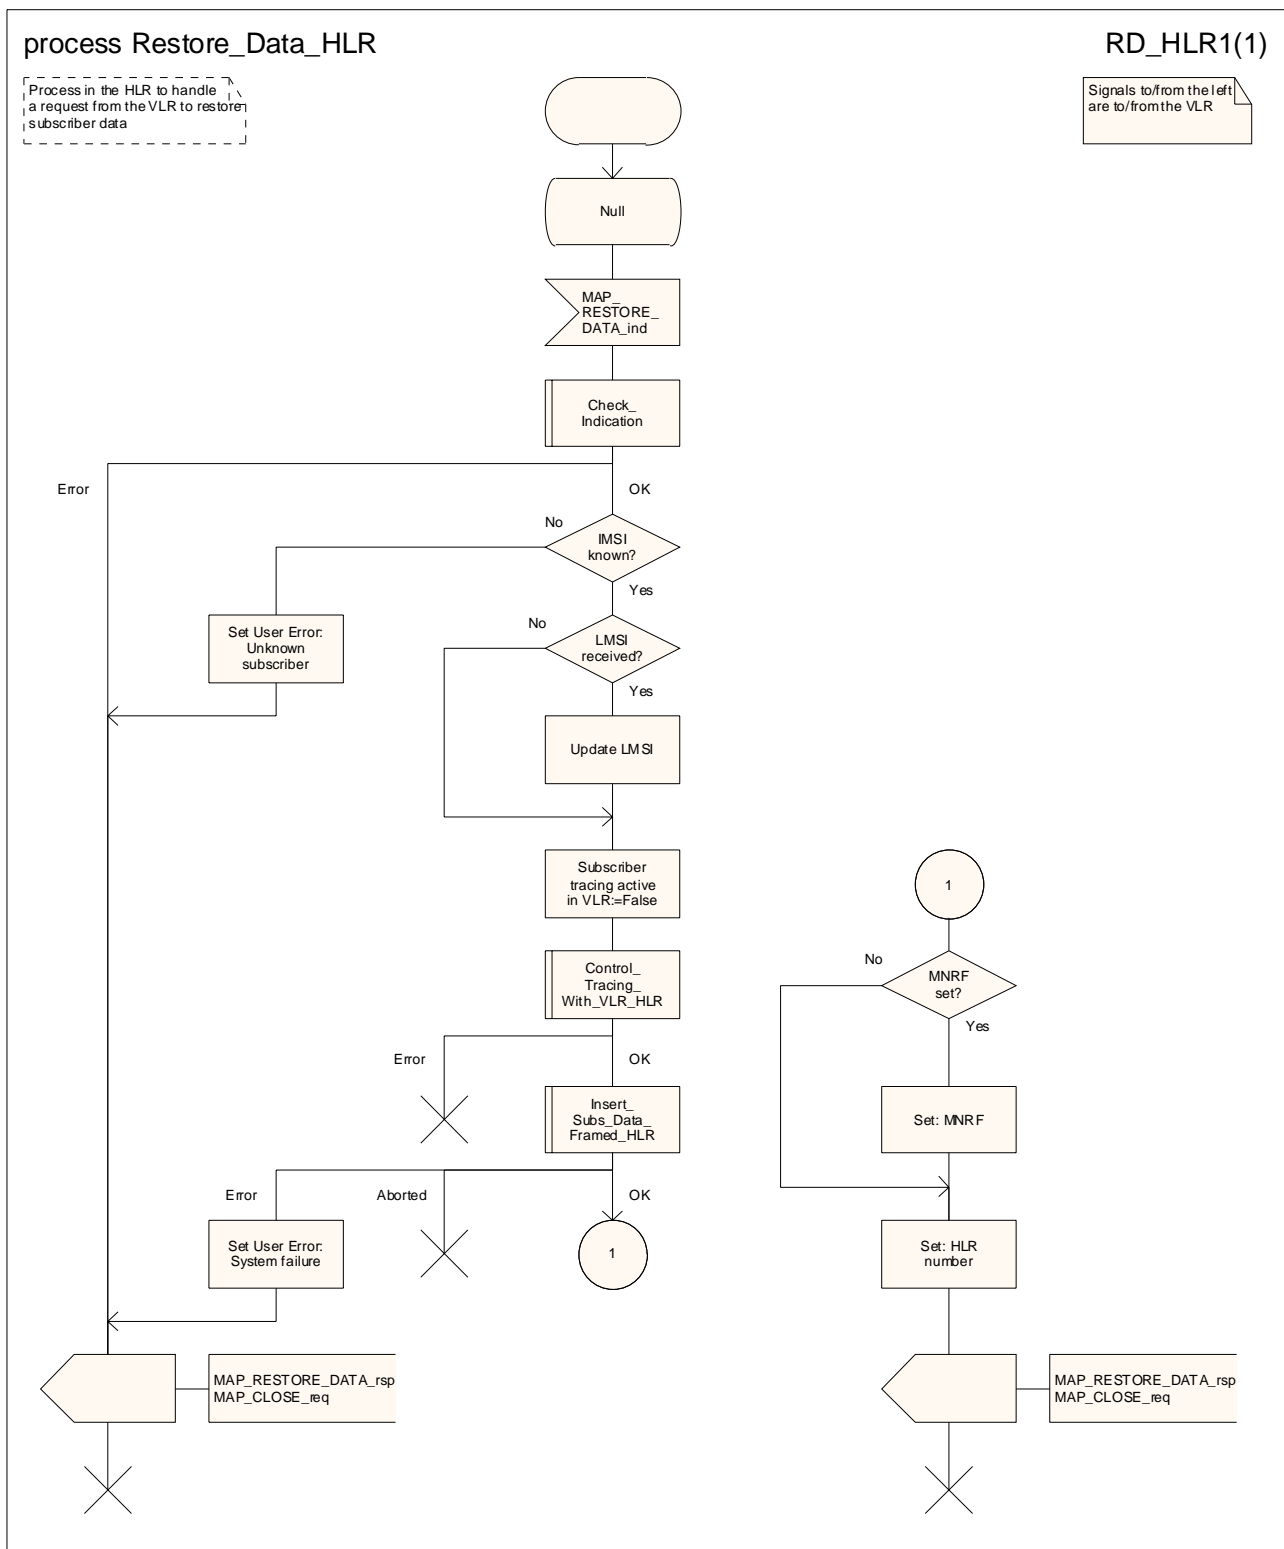 process Restore_Data_HLR
RD_HLR1(1)
Process in the HLR to handle
a request from the VLR to restore
subscriber data
Signals to/from the left
are to/from the VLR
Null
MAP_
RESTORE_
DATA_ind
Check_
Indication
Error
OK
No
IMSI
known?
Yes
Set User Error:
Unknown
subscriber
No
LMSI
received?
Yes
Update LMSI
Subscriber
tracing active
in VLR:=False
1
Control_
Tracing_
With_VLR_HLR
No
MNRF
set?
Yes
Error
OK
Insert_
Subs_Data_
Framed_HLR
Set: MNRF
Error
Aborted
OK
Set User Error:
System failure
1
Set: HLR
number
MAP_RESTORE_DATA_rsp
MAP_CLOSE_req
MAP_RESTORE_DATA_rsp
MAP_CLOSE_req